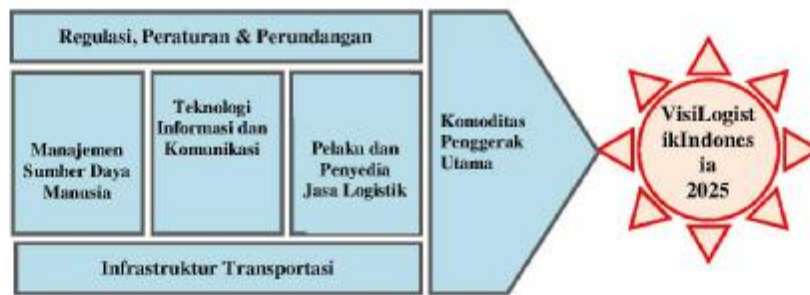 Regulasi, Peraturan & Perundangan
Manajemen
Sumber Daya
Manusia
Teknologi
Informasi dan
Komunikasi
Pelaku dan
Penyedia
Jasa Logistik
Infrastruktur Transportasi
Komoditas
Penggerak
Utama
VisiLogist
ikIndones
ia
2025